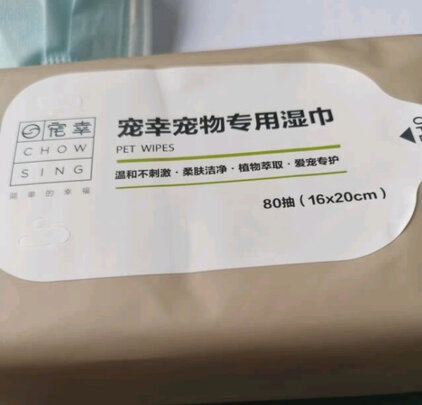 宠幸
CHOW
SING
宠幸宠物专用湿巾
PET WIPES
温和不刺激·柔肤洁净·植物萃取·爱宠专护
80抽（16x20cm）